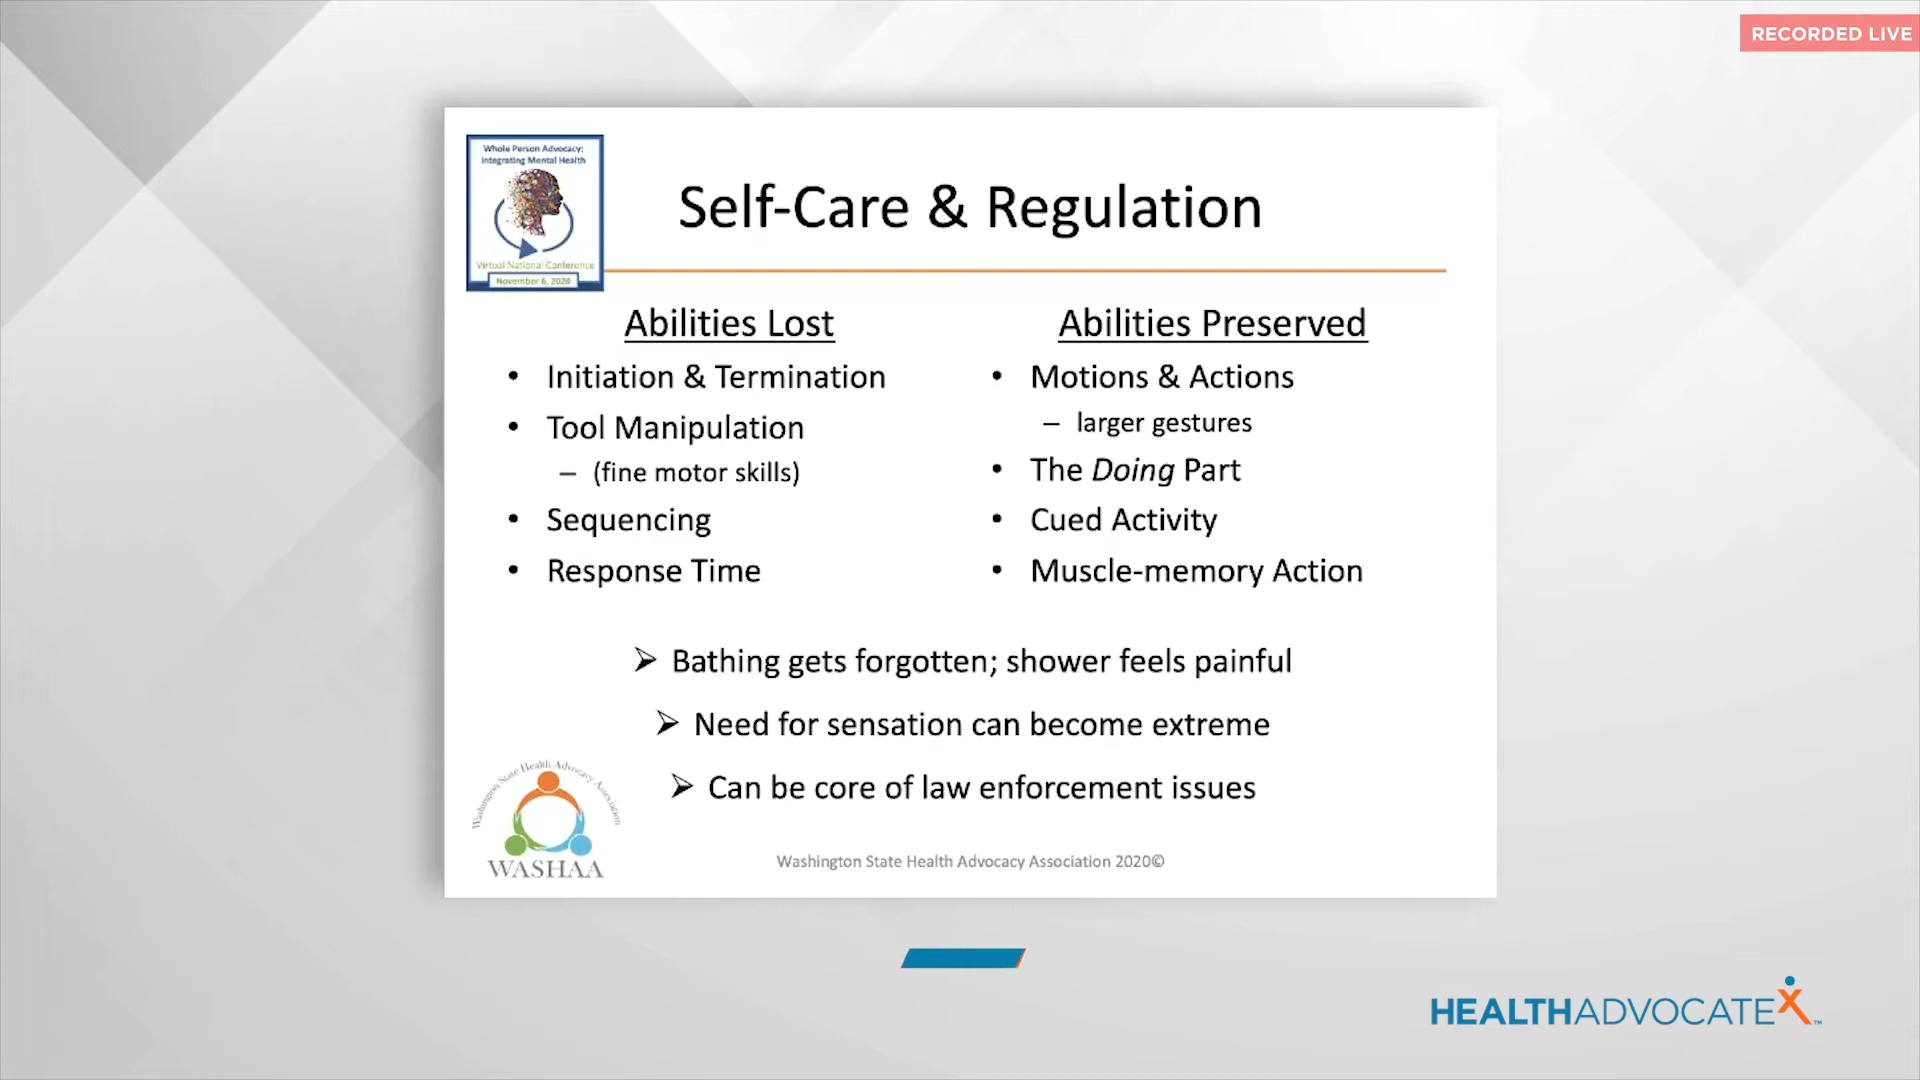 RECORDED LIVE
Whole Person Advocacy:
Integrating Mental Health
Virtual National Conference
November 6, 2020
Self-Care & Regulation
Abilities Lost
• Initiation & Termination
• Tool Manipulation
– (fine motor skills)
• Sequencing
• Response Time
Abilities Preserved
• Motions & Actions
– larger gestures
• The Doing Part
• Cued Activity
• Muscle-memory Action
➢ Bathing gets forgotten; shower feels painful
➢ Need for sensation can become extreme
➢ Can be core of law enforcement issues
Washington State Health Advocacy Association
WASHAA
Washington State Health Advocacy Association 2020©
HEALTHADVOCATEX™